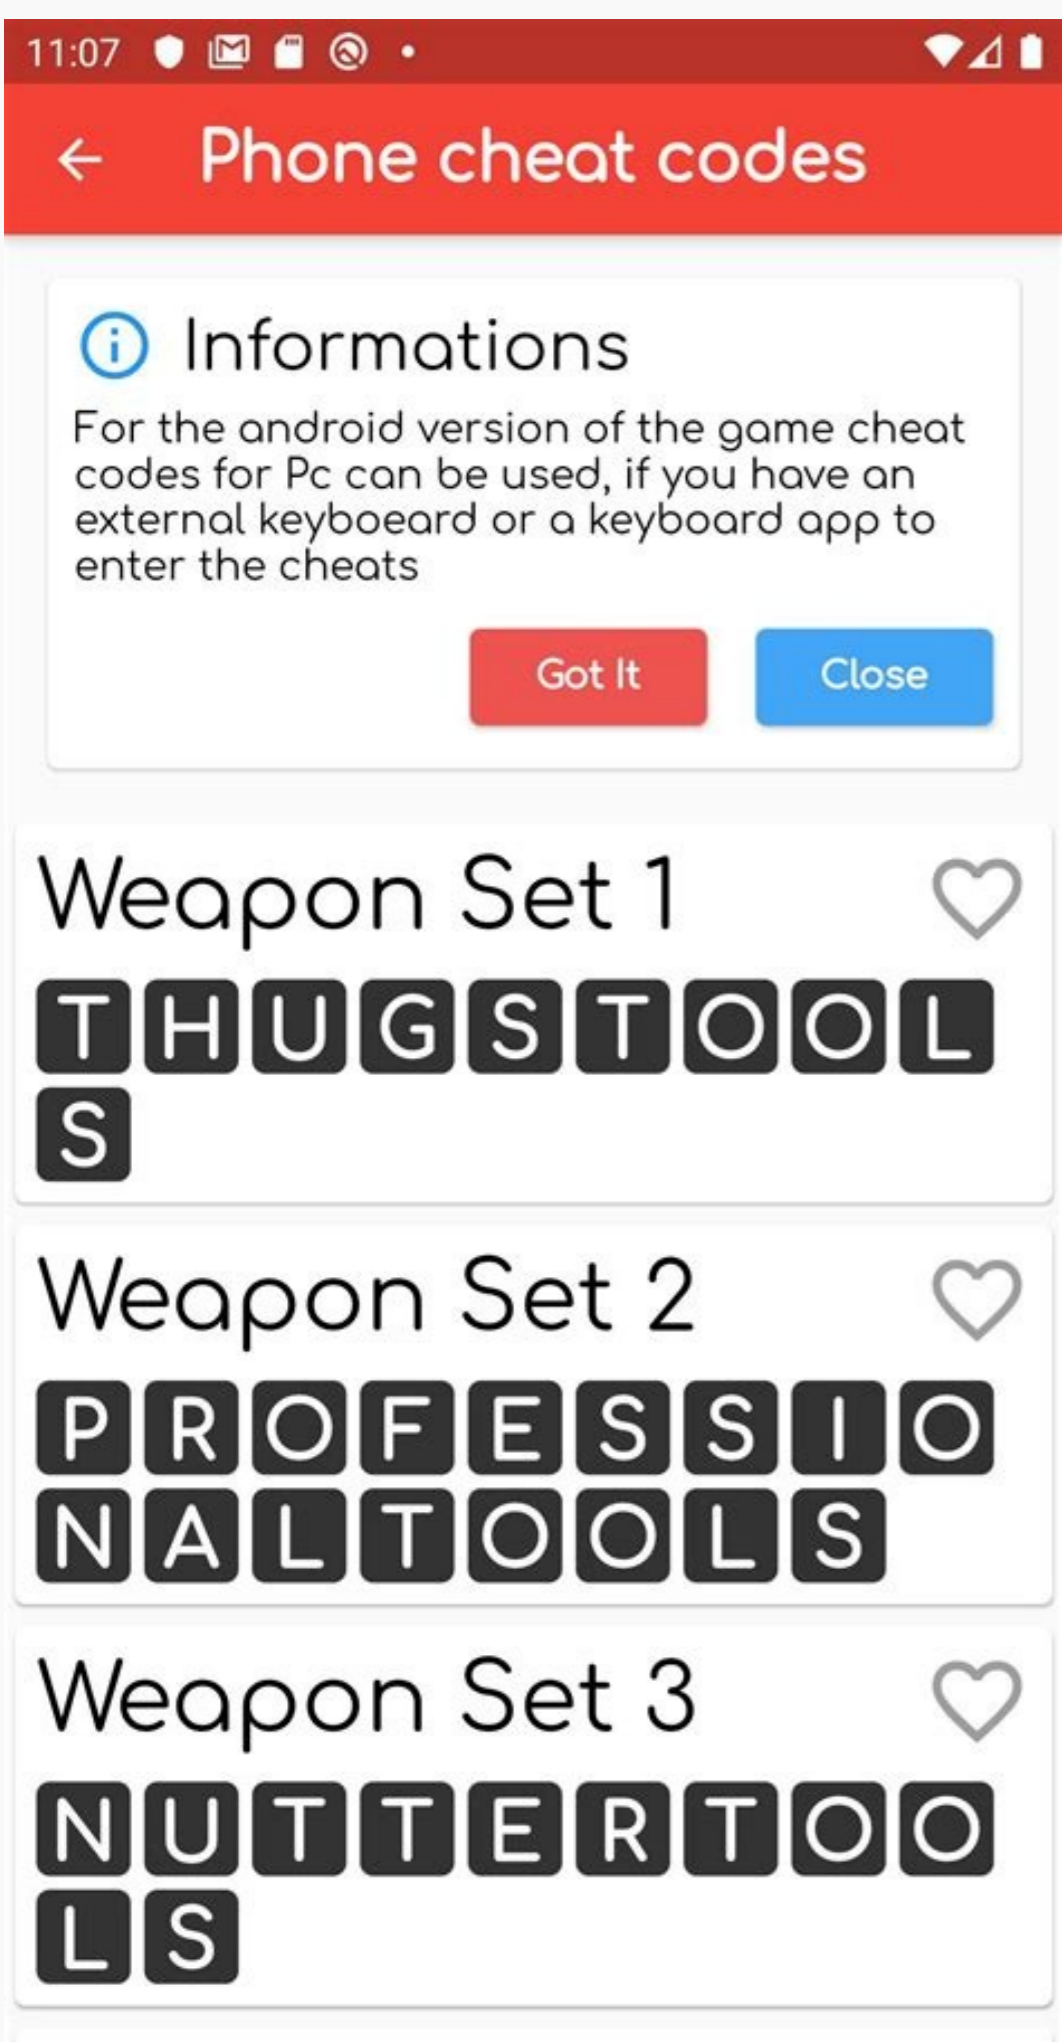 11:07
Phone cheat codes
Informations
For the android version of the game cheat
codes for Pc can be used, if you have an
external keyboeard or a keyboard app to
enter the cheats
Got It Close
Weapon Set 1
THUGSTOOL
S
Weapon Set 2
PROFESSIO
NALTOOLS
Weapon Set 3
NUTTERTOO
LS